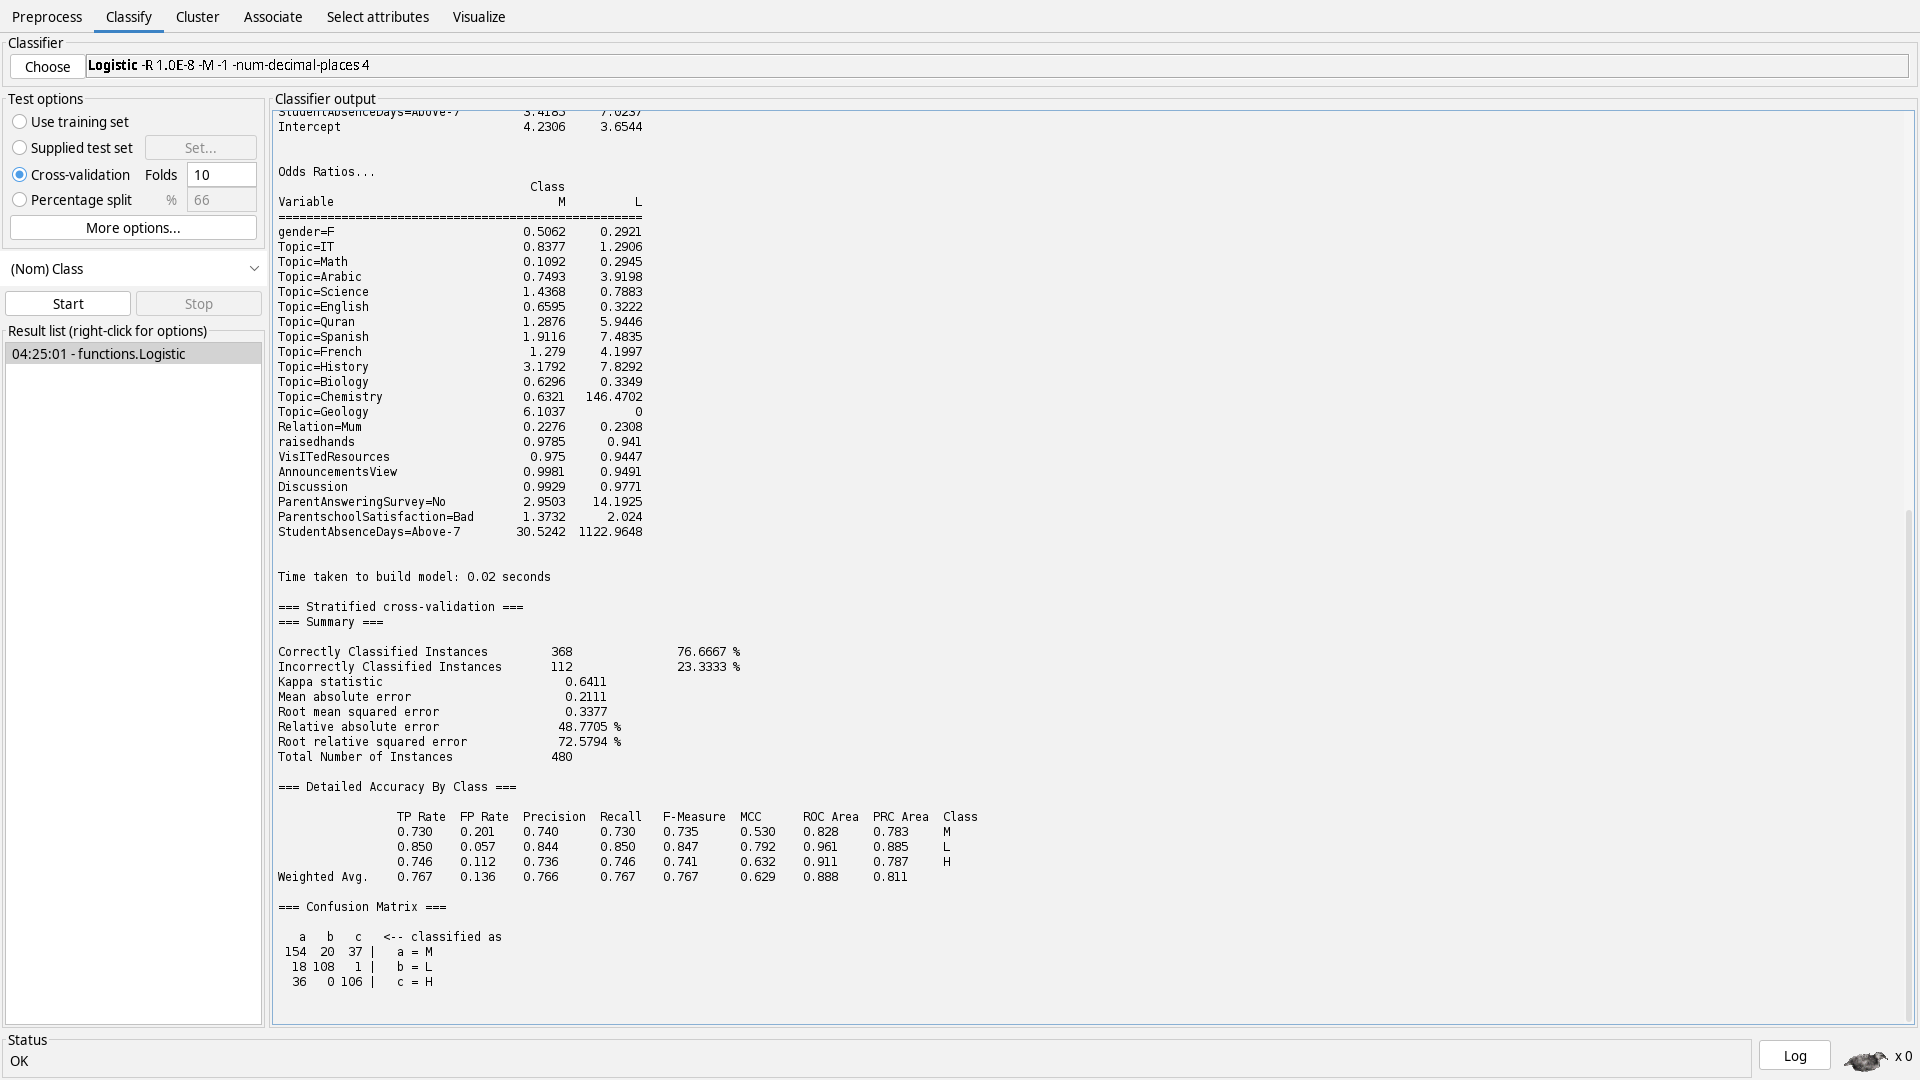 Preprocess Classify Cluster Associate Select attributes Visualize
Classifier
Choose Logistic -R 1.0E-8 -M -1 -num-decimal-places 4
Test options
Use training set
Supplied test set Set...
Cross-validation Folds 10
Percentage split % 66
More options...
(Nom) Class
Start Stop
Result list (right-click for options)
04:25:01 - functions.Logistic
Classifier output
StudentAbsenceDays=Above-7 3.4185 7.0237
Intercept 4.2306 3.6544
Odds Ratios...
Class
Variable M L
====================================================
gender=F 0.5062 0.2921
Topic=IT 0.8377 1.2906
Topic=Math 0.1092 0.2945
Topic=Arabic 0.7493 3.9198
Topic=Science 1.4368 0.7883
Topic=English 0.6595 0.3222
Topic=Quran 1.2876 5.9446
Topic=Spanish 1.9116 7.4835
Topic=French 1.279 4.1997
Topic=History 3.1792 7.8292
Topic=Biology 0.6296 0.3349
Topic=Chemistry 0.6321 146.4702
Topic=Geology 6.1037 0
Relation=Mum 0.2276 0.2308
raisedhands 0.9785 0.941
VisITedResources 0.975 0.9447
AnnouncementsView 0.9981 0.9491
Discussion 0.9929 0.9771
ParentAnsweringSurvey=No 2.9503 14.1925
ParentschoolSatisfaction=Bad 1.3732 2.024
StudentAbsenceDays=Above-7 30.5242 1122.9648
Time taken to build model: 0.02 seconds
=== Stratified cross-validation ===
=== Summary ===
Correctly Classified Instances 368 76.6667 %
Incorrectly Classified Instances 112 23.3333 %
Kappa statistic 0.6411
Mean absolute error 0.2111
Root mean squared error 0.3377
Relative absolute error 48.7705 %
Root relative squared error 72.5794 %
Total Number of Instances 480
=== Detailed Accuracy By Class ===
TP Rate FP Rate Precision Recall F-Measure MCC ROC Area PRC Area Class
0.730 0.201 0.740 0.730 0.735 0.530 0.828 0.783 M
0.850 0.057 0.844 0.850 0.847 0.792 0.961 0.885 L
0.746 0.112 0.736 0.746 0.741 0.632 0.911 0.787 H
Weighted Avg. 0.767 0.136 0.766 0.767 0.767 0.629 0.888 0.811
=== Confusion Matrix ===
a b c <-- classified as
154 20 37 | a = M
18 108 1 | b = L
36 0 106 | c = H
Status
OK
Log x 0